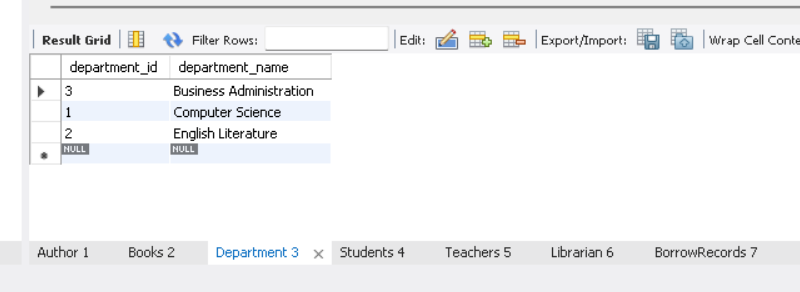 Result Grid Filter Rows: Edit: Export/Import: Wrap Cell Conte
department_id department_name
3 Business Administration
1 Computer Science
2 English Literature
NULL NULL
Author 1 Books 2 Department 3 Students 4 Teachers 5 Librarian 6 BorrowRecords 7